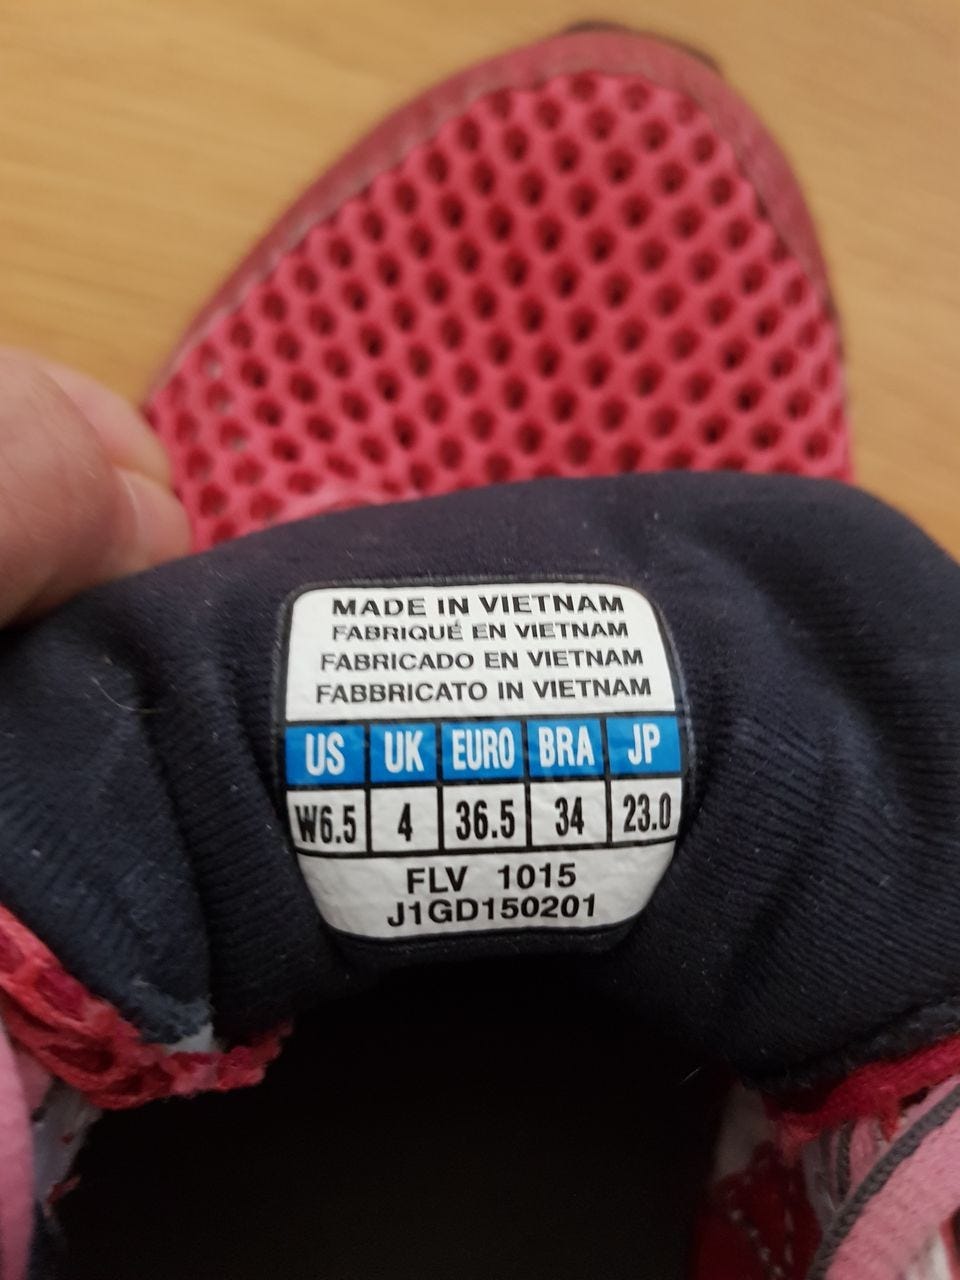 MADE IN VIETNAM
FABRIQUÉ EN VIETNAM
FABRICADO EN VIETNAM
FABBRICATO IN VIETNAM
US UK EURO BRA JP
W6.5 4 36.5 34 23.0
FLV 1015
J1GD150201